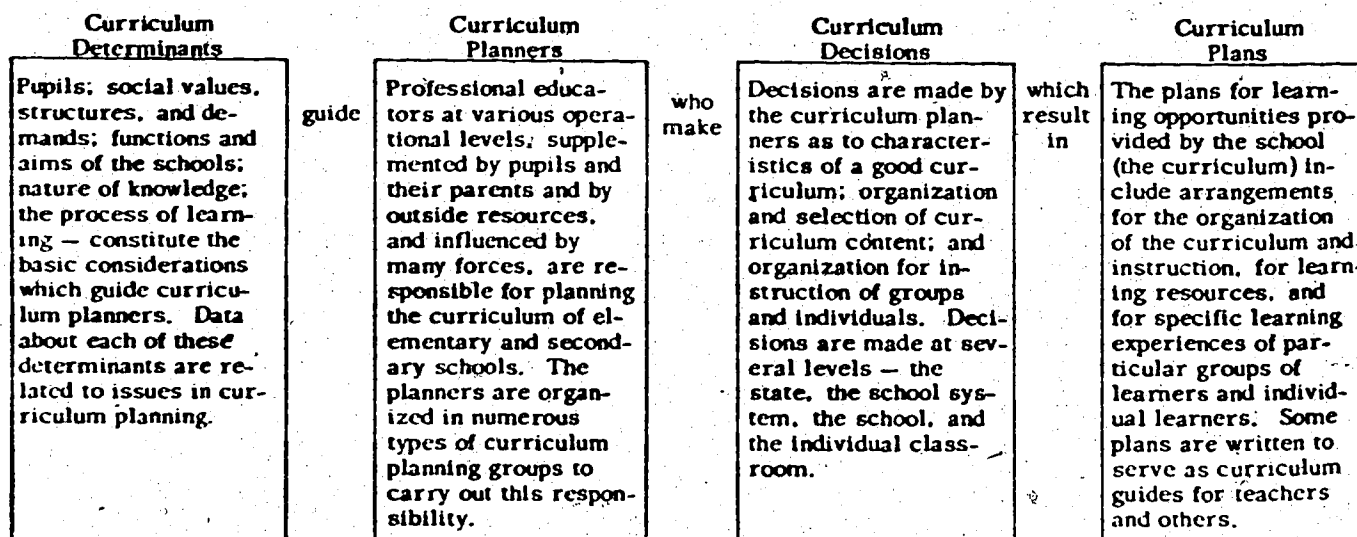 Curriculum
Determinants
Pupils; social values,
structures, and de-
mands; functions and
aims of the schools;
nature of knowledge;
the process of learn-
ing — constitute the
basic considerations
which guide curricu-
lum planners. Data
about each of these
determinants are re-
lated to issues in cur-
riculum planning.
guide
Curriculum
Planners
Professional educa-
tors at various opera-
tional levels, supple-
mented by pupils and
their parents and by
outside resources,
and influenced by
many forces, are re-
sponsible for planning
the curriculum of el-
ementary and second-
ary schools. The
planners are organ-
ized in numerous
types of curriculum
planning groups to
carry out this respon-
sibility.
who
make
Curriculum
Decisions
Decisions are made by
the curriculum plan-
ners as to character-
istics of a good cur-
riculum; organization
and selection of cur-
riculum content; and
organization for in-
struction of groups
and individuals. Deci-
sions are made at sev-
eral levels — the
state, the school sys-
tem, the school, and
the individual class-
room.
which
result
in
Curriculum
Plans
The plans for learn-
ing opportunities pro-
vided by the school
(the curriculum) in-
clude arrangements
for the organization
of the curriculum and
instruction, for learn-
ing resources, and
for specific learning
experiences of par-
ticular groups of
learners and individ-
ual learners. Some
plans are written to
serve as curriculum
guides for teachers
and others.